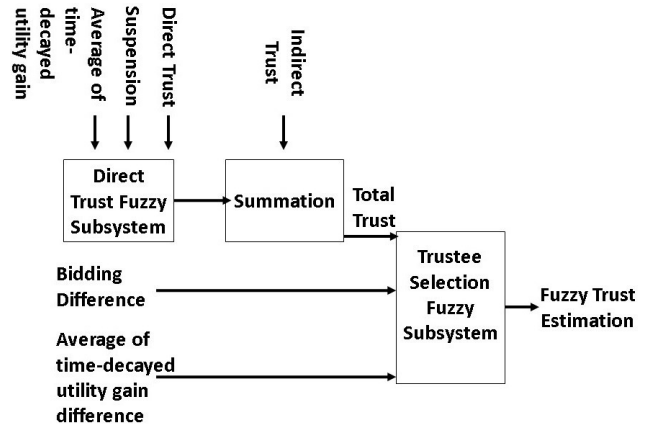 Average of
time-
decayed
utility gain
Suspension
Direct Trust
Indirect
Trust
Direct
Trust Fuzzy
Subsystem
Summation
Total
Trust
Trustee
Selection
Fuzzy
Subsystem
Bidding
Difference
Fuzzy Trust
Estimation
Average of
time-decayed
utility gain
difference